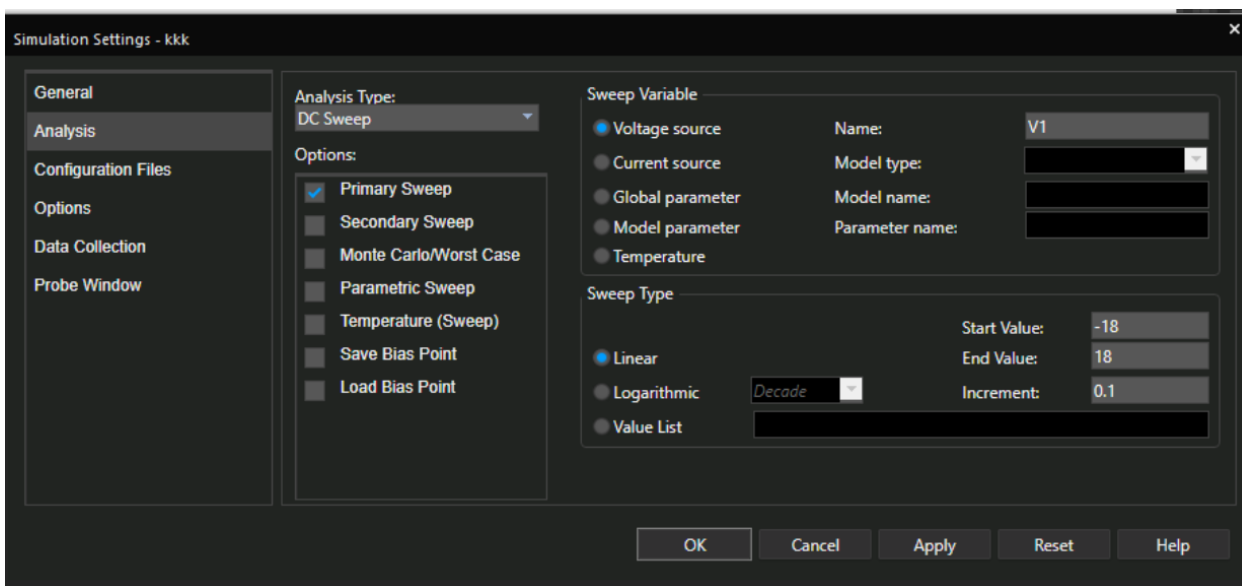 Simulation Settings - kkk
General
Analysis
Configuration Files
Options
Data Collection
Probe Window
Analysis Type:
DC Sweep
Options:
Primary Sweep
Secondary Sweep
Monte Carlo/Worst Case
Parametric Sweep
Temperature (Sweep)
Save Bias Point
Load Bias Point
Sweep Variable
Voltage source
Name:
V1
Current source
Model type:
Global parameter
Model name:
Model parameter
Parameter name:
Temperature
Sweep Type
Start Value:
-18
Linear
End Value:
18
Logarithmic
Decade
Increment:
0.1
Value List
OK
Cancel
Apply
Reset
Help